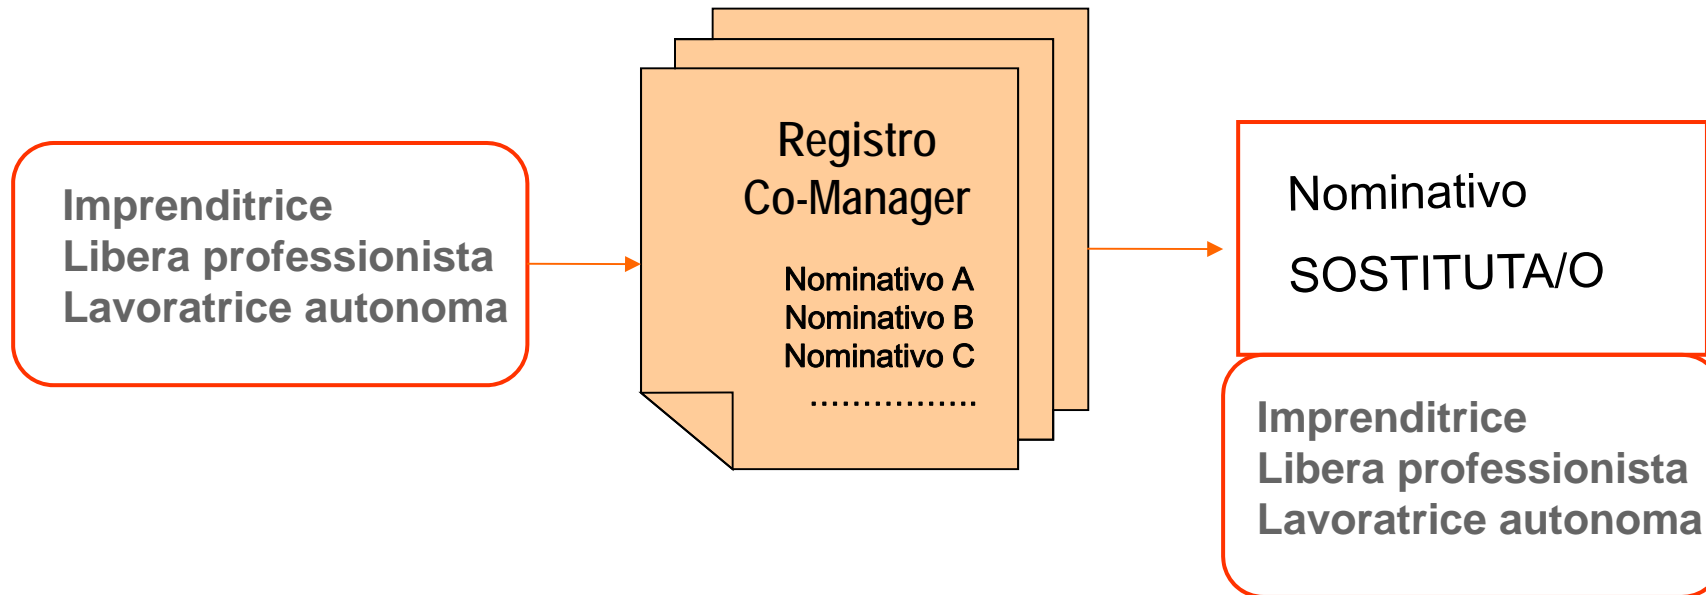 Imprenditrice
Libera professionista
Lavoratrice autonoma
Registro
Co-Manager
Nominativo A
Nominativo B
Nominativo C
................
Nominativo
SOSTITUTA/O
Imprenditrice
Libera professionista
Lavoratrice autonoma